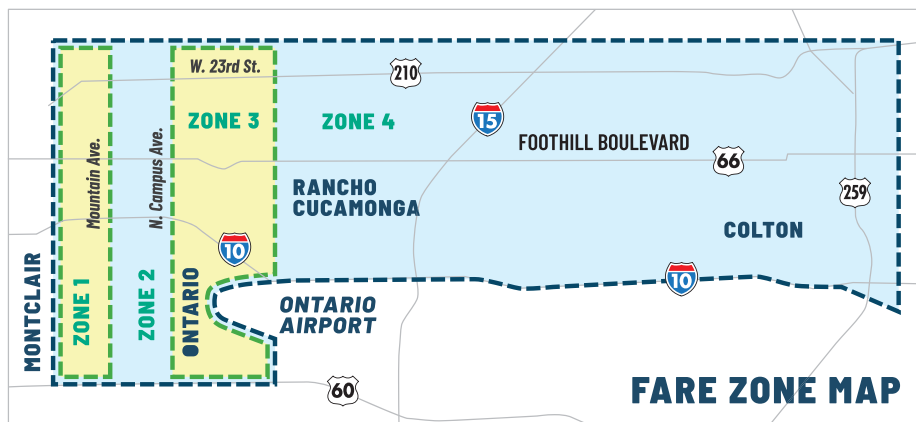 W. 23rd St.
210
ZONE 3
ZONE 4
15
FOOTHILL BOULEVARD
66
Mountain Ave.
N. Campus Ave.
RANCHO
CUCAMONGA
259
COLTON
10
10
MONTCLAIR
ZONE 1
ZONE 2
ONTARIO
ONTARIO
AIRPORT
60
FARE ZONE MAP